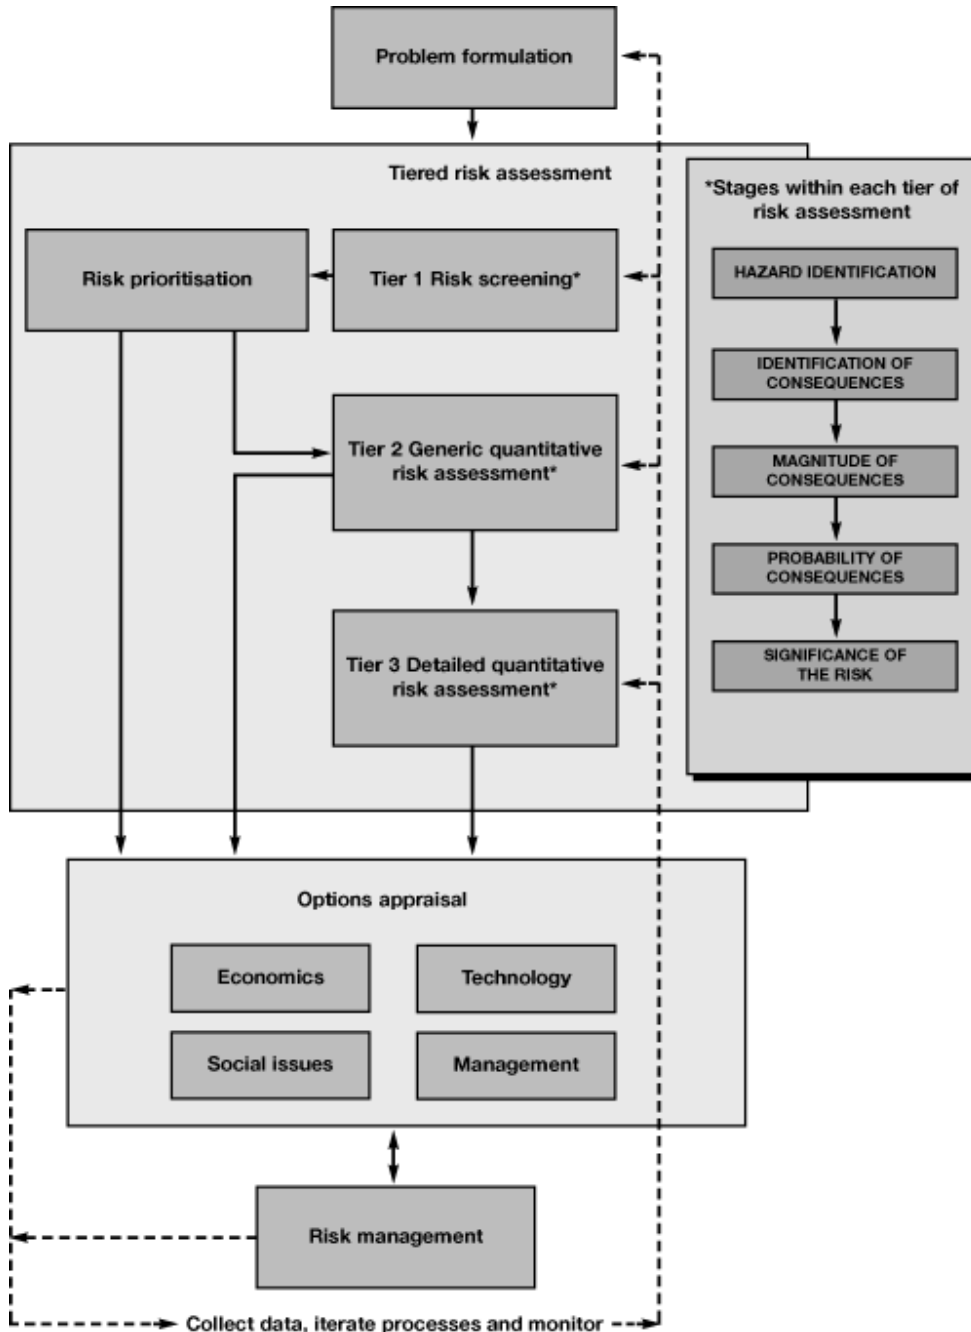 Problem formulation
Tiered risk assessment
Risk prioritisation
Tier 1 Risk screening*
Tier 2 Generic quantitative
risk assessment*
Tier 3 Detailed quantitative
risk assessment*
*Stages within each tier of
risk assessment
HAZARD IDENTIFICATION
IDENTIFICATION OF
CONSEQUENCES
MAGNITUDE OF
CONSEQUENCES
PROBABILITY OF
CONSEQUENCES
SIGNIFICANCE OF
THE RISK
Options appraisal
Economics
Technology
Social issues
Management
Risk management
Collect data, iterate processes and monitor